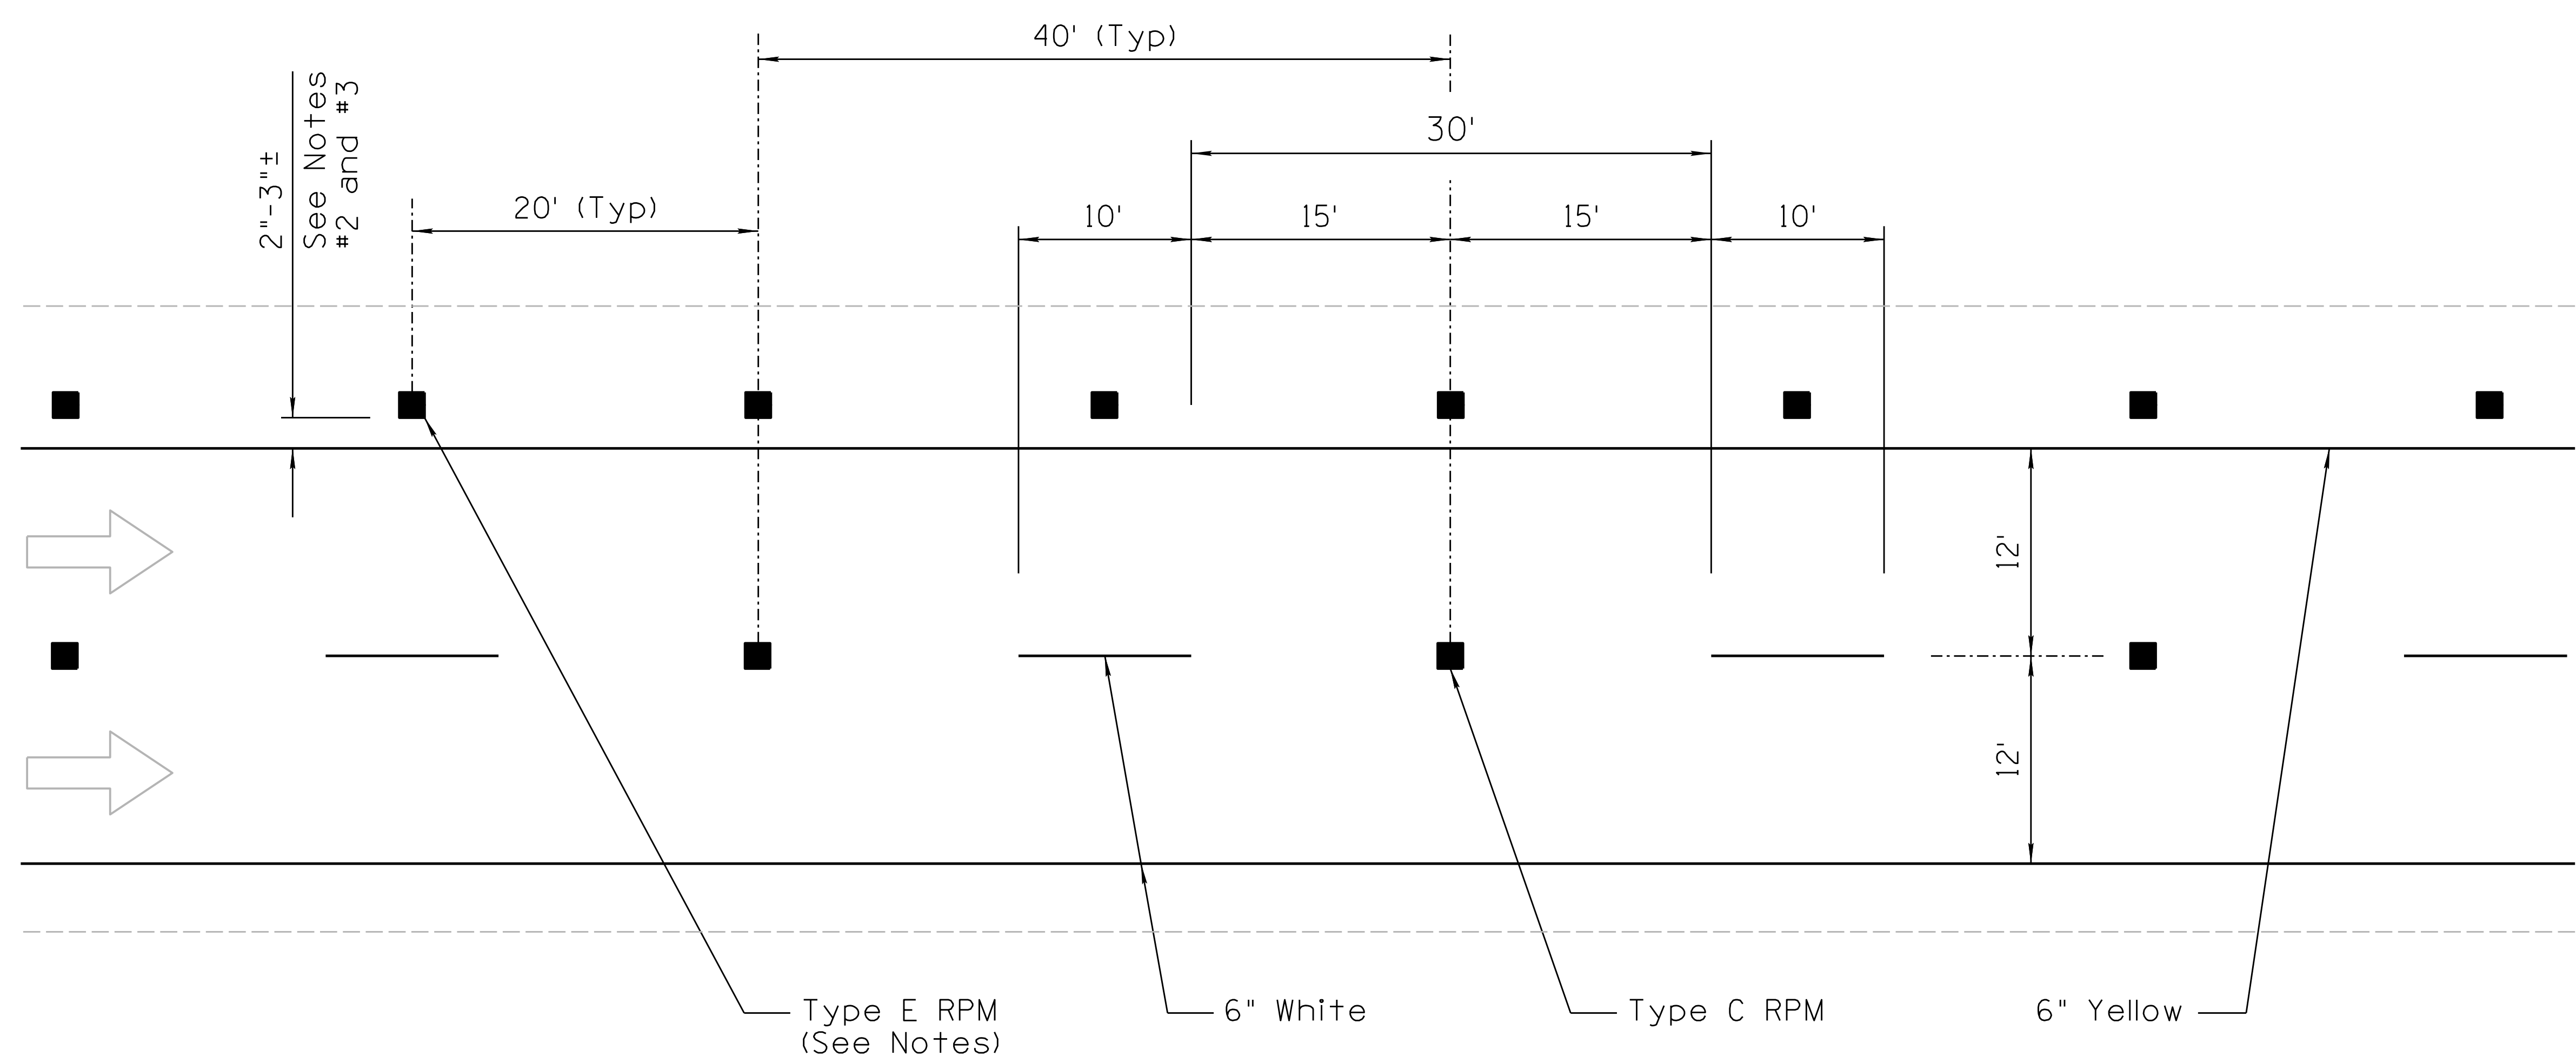 40' (Typ)
30'
2"-3"±
See Notes
#2 and #3
20' (Typ)
10'
15'
15'
10'
12'
12'
Type E RPM
(See Notes)
6" White
Type C RPM
6" Yellow